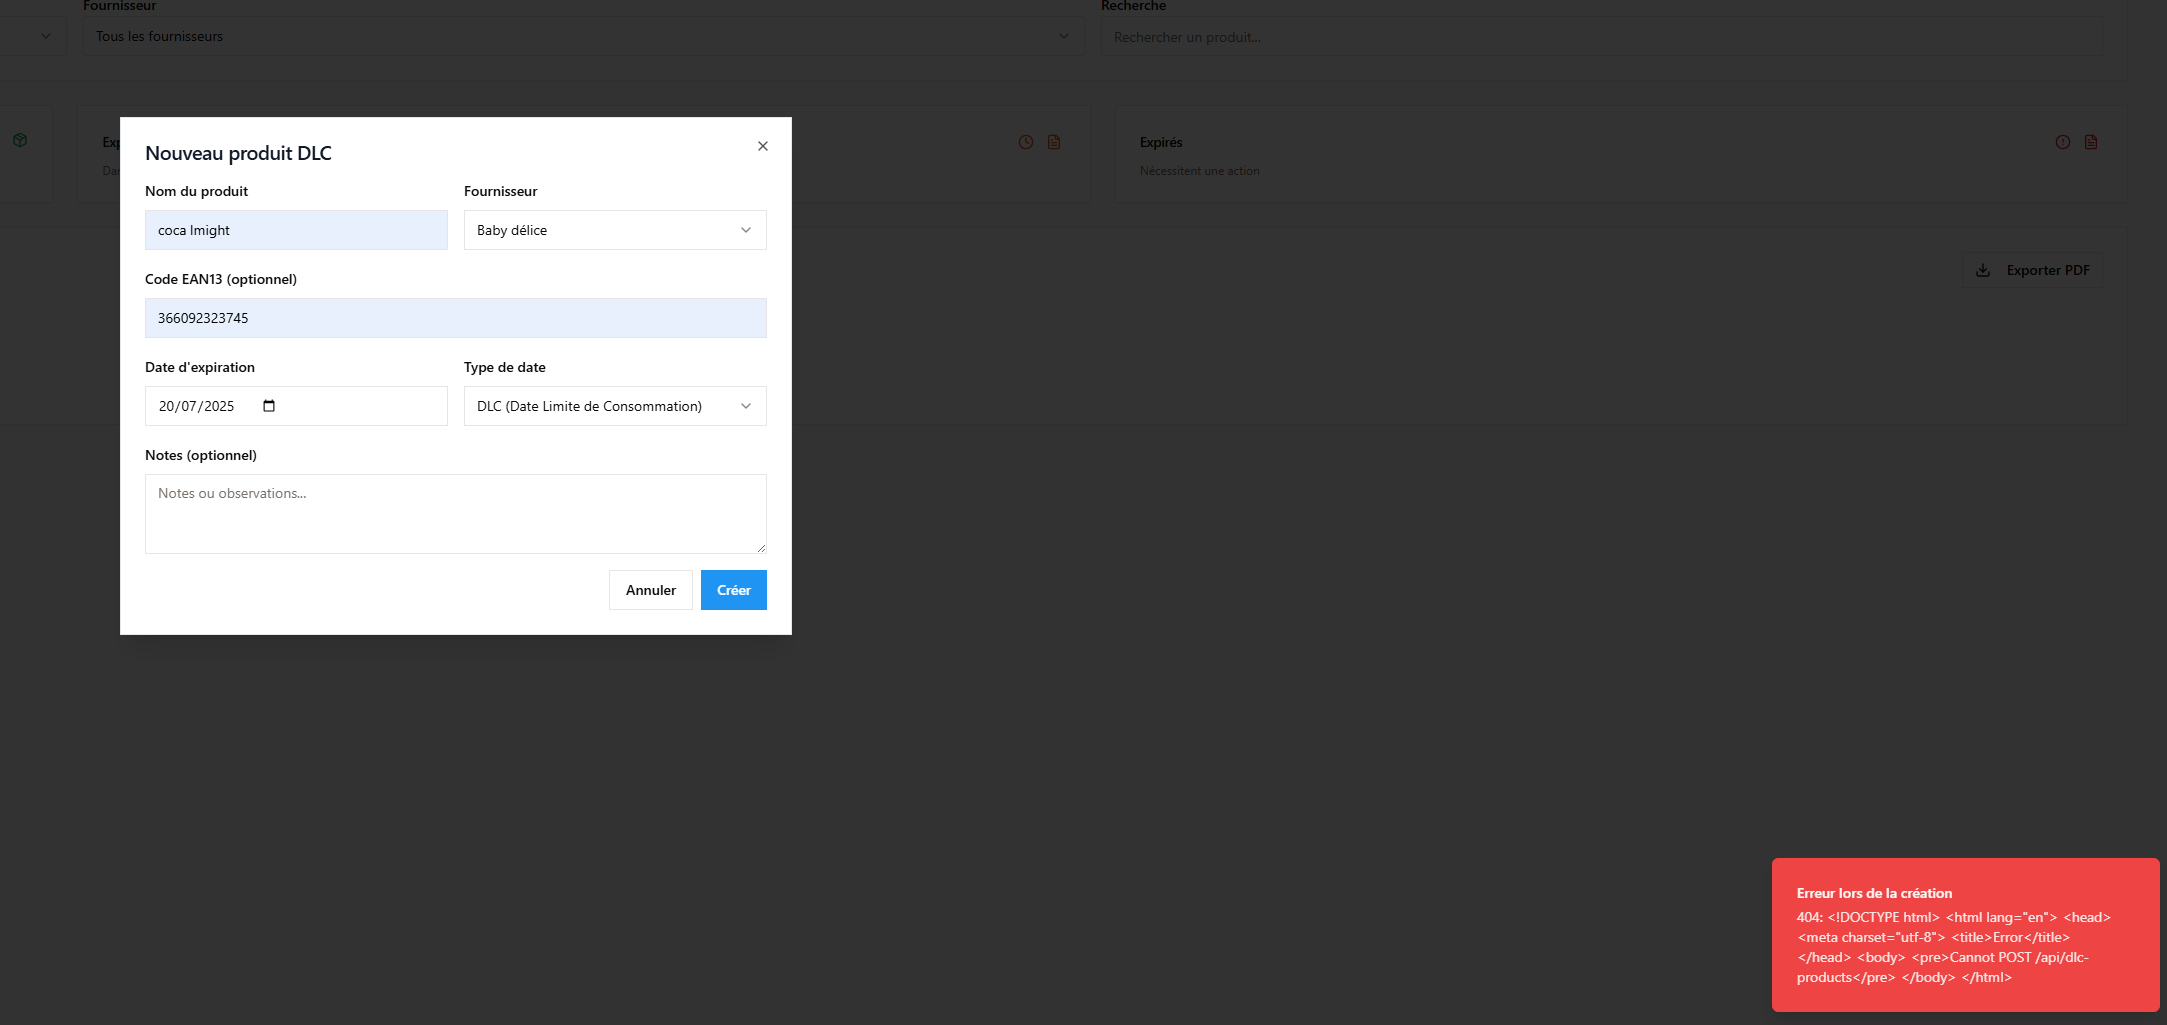 Fournisseur
Recherche
Tous les fournisseurs
Rechercher un produit...
Exp
Expirés
Dan
Nécessitent une action
Exporter PDF
Nouveau produit DLC
Nom du produit
Fournisseur
coca lmight
Baby délice
Code EAN13 (optionnel)
366092323745
Date d'expiration
Type de date
20/07/2025
DLC (Date Limite de Consommation)
Notes (optionnel)
Notes ou observations...
Annuler
Créer
Erreur lors de la création
404: <!DOCTYPE html> <html lang="en"> <head>
<meta charset="utf-8"> <title>Error</title>
</head> <body> <pre>Cannot POST /api/dlc-
products</pre> </body> </html>